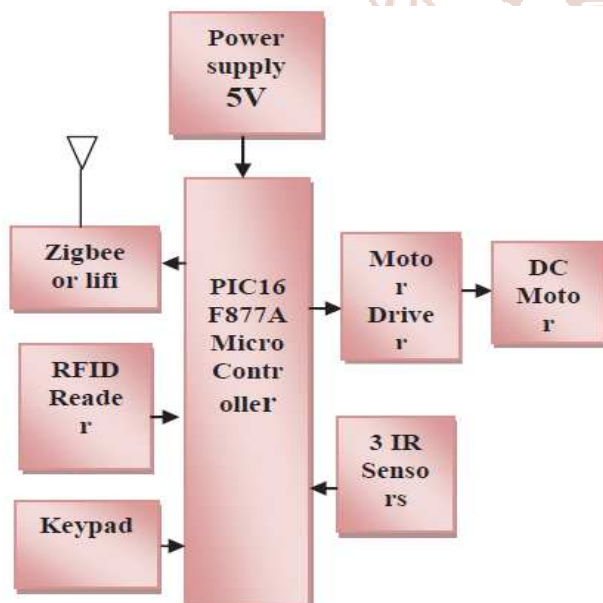 Power
supply
5V
Zigbee
or lifi
PIC16
F877A
Micro
Contr
oller
Moto
r
Drive
r
DC
Moto
r
RFID
Reade
r
3 IR
Senso
rs
Keypad